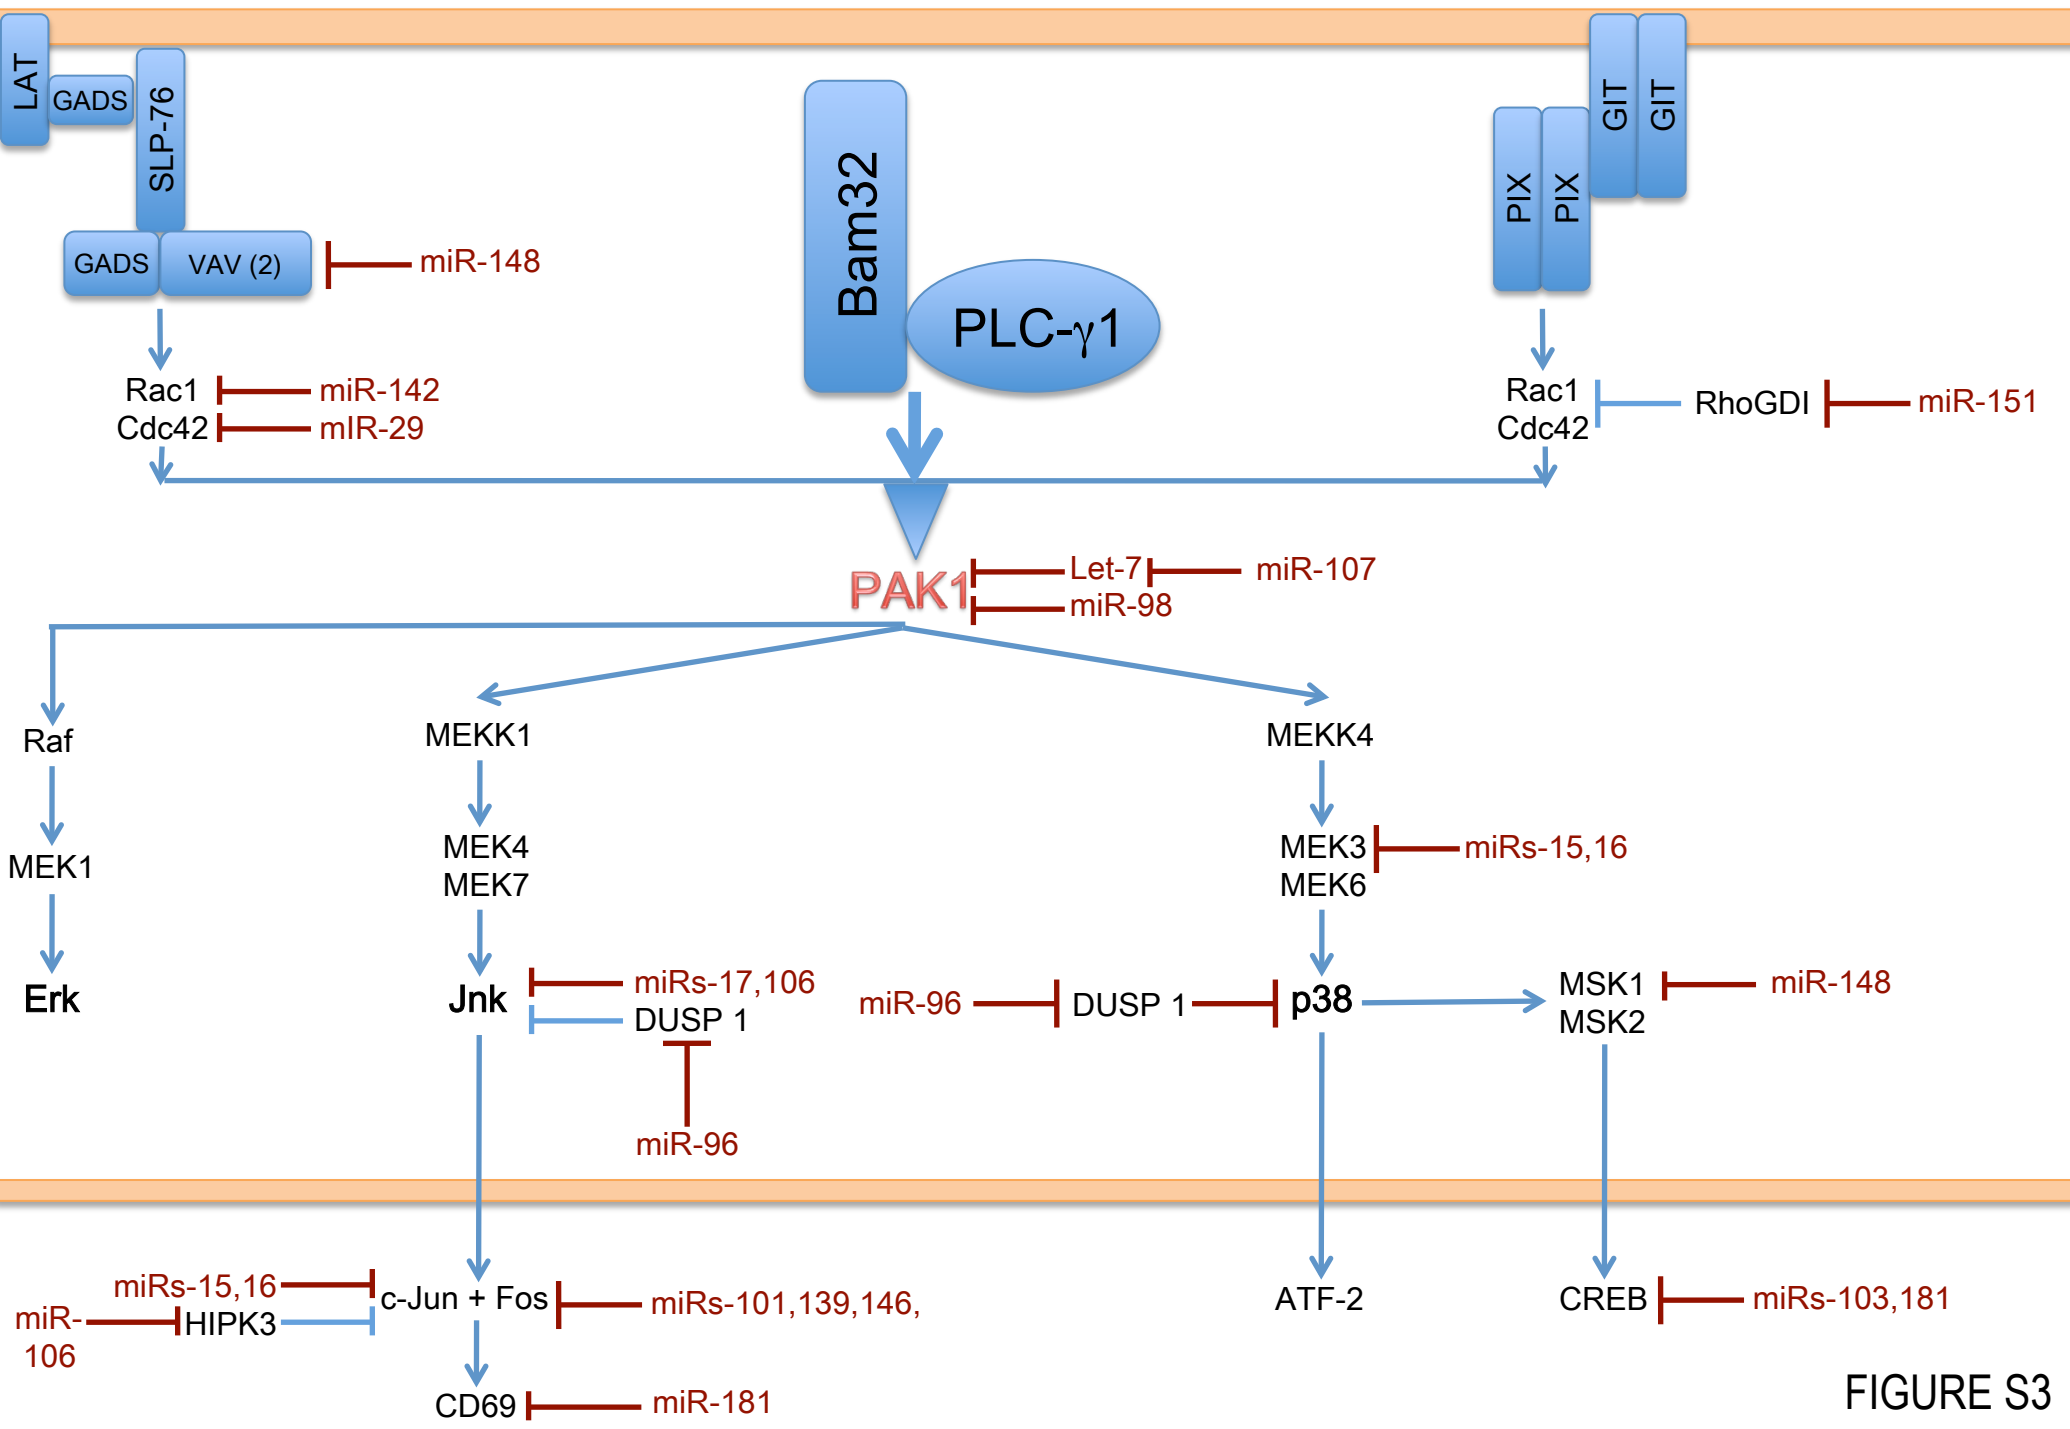 LAT
GADS
SLP-76
GADS
VAV (2)
miR-148
Bam32
PLC-γ1
GIT
GIT
PIX
PIX
Rac1
miR-142
Cdc42
mIR-29
Rac1
Cdc42
RhoGDI
miR-151
PAK1
Let-7
miR-107
miR-98
Raf
MEKK1
MEKK4
MEK1
MEK4
MEK7
MEK3
MEK6
miRs-15,16
Erk
Jnk
miRs-17,106
DUSP 1
miR-96
miR-96
DUSP 1
p38
MSK1
MSK2
miR-148
miRs-15,16
miR-
106
HIPK3
c-Jun + Fos
miRs-101,139,146,
ATF-2
CREB
miRs-103,181
CD69
miR-181
FIGURE S3